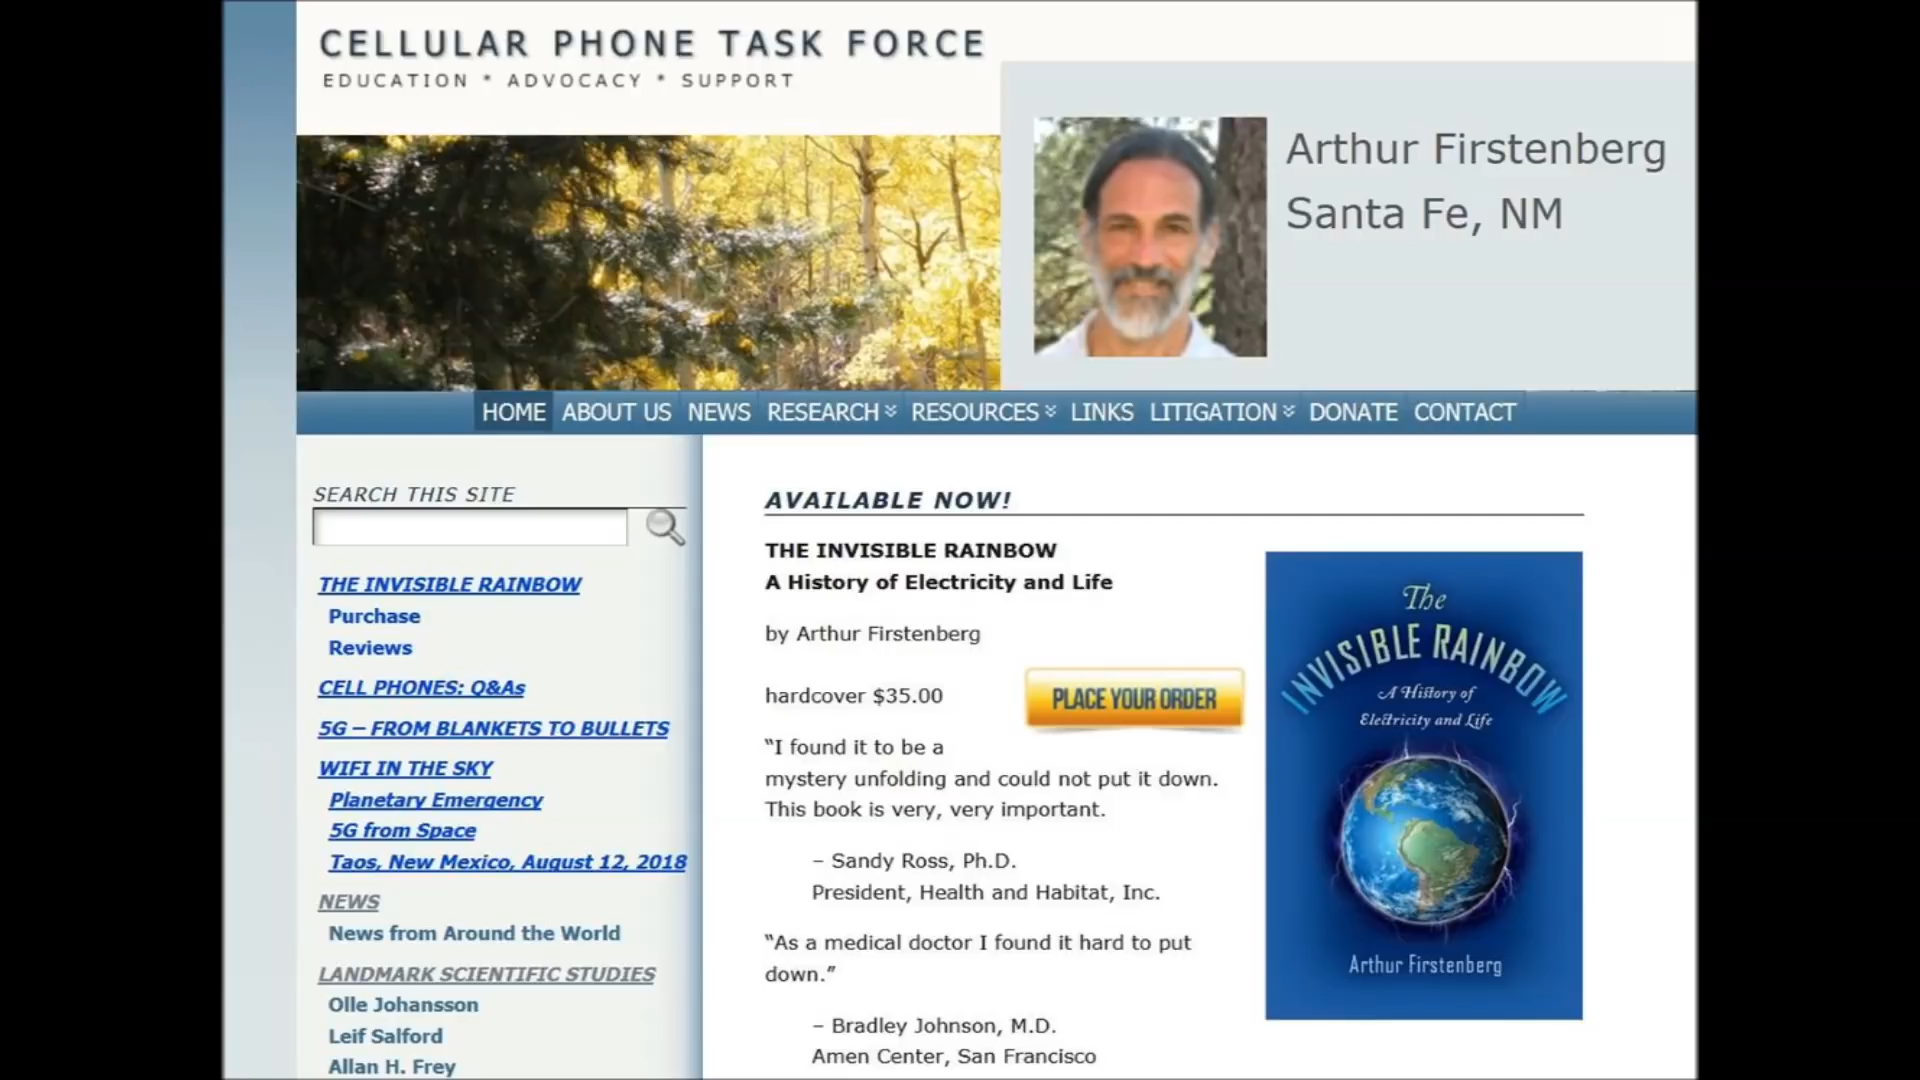 CELLULAR PHONE TASK FORCE
EDUCATION * ADVOCACY * SUPPORT
Arthur Firstenberg
Santa Fe, NM
HOME ABOUT US NEWS RESEARCH RESOURCES LINKS LITIGATION DONATE CONTACT
SEARCH THIS SITE
THE INVISIBLE RAINBOW
Purchase
Reviews
CELL PHONES: Q&As
5G – FROM BLANKETS TO BULLETS
WIFI IN THE SKY
Planetary Emergency
5G from Space
Taos, New Mexico, August 12, 2018
NEWS
News from Around the World
LANDMARK SCIENTIFIC STUDIES
Olle Johansson
Leif Salford
Allan H. Frey
AVAILABLE NOW!
THE INVISIBLE RAINBOW
A History of Electricity and Life
by Arthur Firstenberg
hardcover $35.00
PLACE YOUR ORDER
“I found it to be a
mystery unfolding and could not put it down.
This book is very, very important.
– Sandy Ross, Ph.D.
President, Health and Habitat, Inc.
“As a medical doctor I found it hard to put
down.”
– Bradley Johnson, M.D.
Amen Center, San Francisco
The
INVISIBLE RAINBOW
A History of
Electricity and Life
Arthur Firstenberg